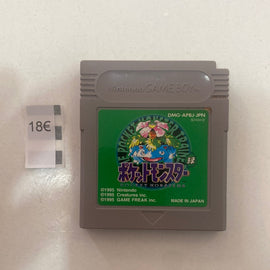 Nintendo GAME BOY
18€
DMG-APBJ-JPN
緑
ポケットモンスター
POCKET MONSTERS
©1995 Nintendo
©1995 Creatures inc.
©1995 GAME FREAK inc.
MADE IN JAPAN